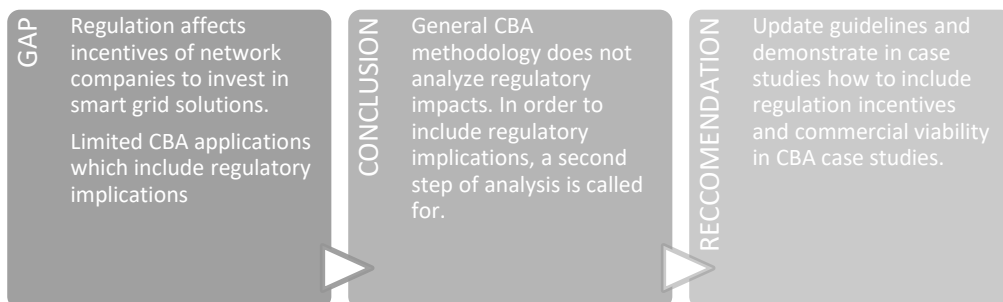 GAP
Regulation affects
incentives of network
companies to invest in
smart grid solutions.
Limited CBA applications
which include regulatory
implications
CONCLUSION
General CBA
methodology does not
analyze regulatory
impacts. In order to
include regulatory
implications, a second
step of analysis is called
for.
RECCOMENDATION
Update guidelines and
demonstrate in case
studies how to include
regulation incentives
and commercial viability
in CBA case studies.